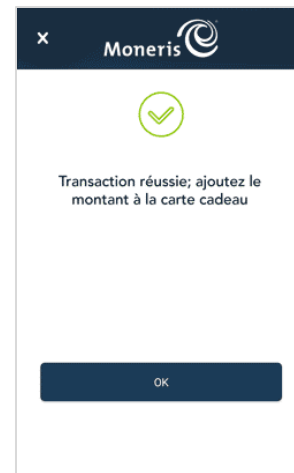 ×
Moneris
Transaction réussie; ajoutez le
montant à la carte cadeau
OK